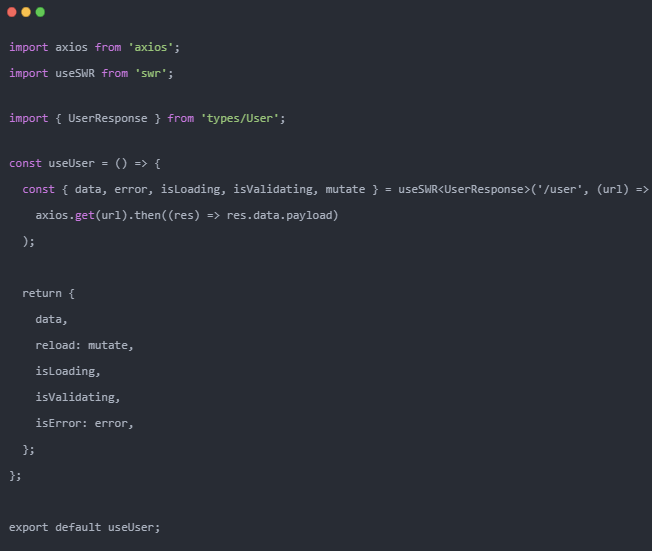 import axios from 'axios';
import useSWR from 'swr';
import { UserResponse } from 'types/User';
const useUser = () => {
  const { data, error, isLoading, isValidating, mutate } = useSWR<UserResponse>('/user', (url) =>
    axios.get(url).then((res) => res.data.payload)
  );
  return {
    data,
    reload: mutate,
    isLoading,
    isValidating,
    isError: error,
  };
};
export default useUser;